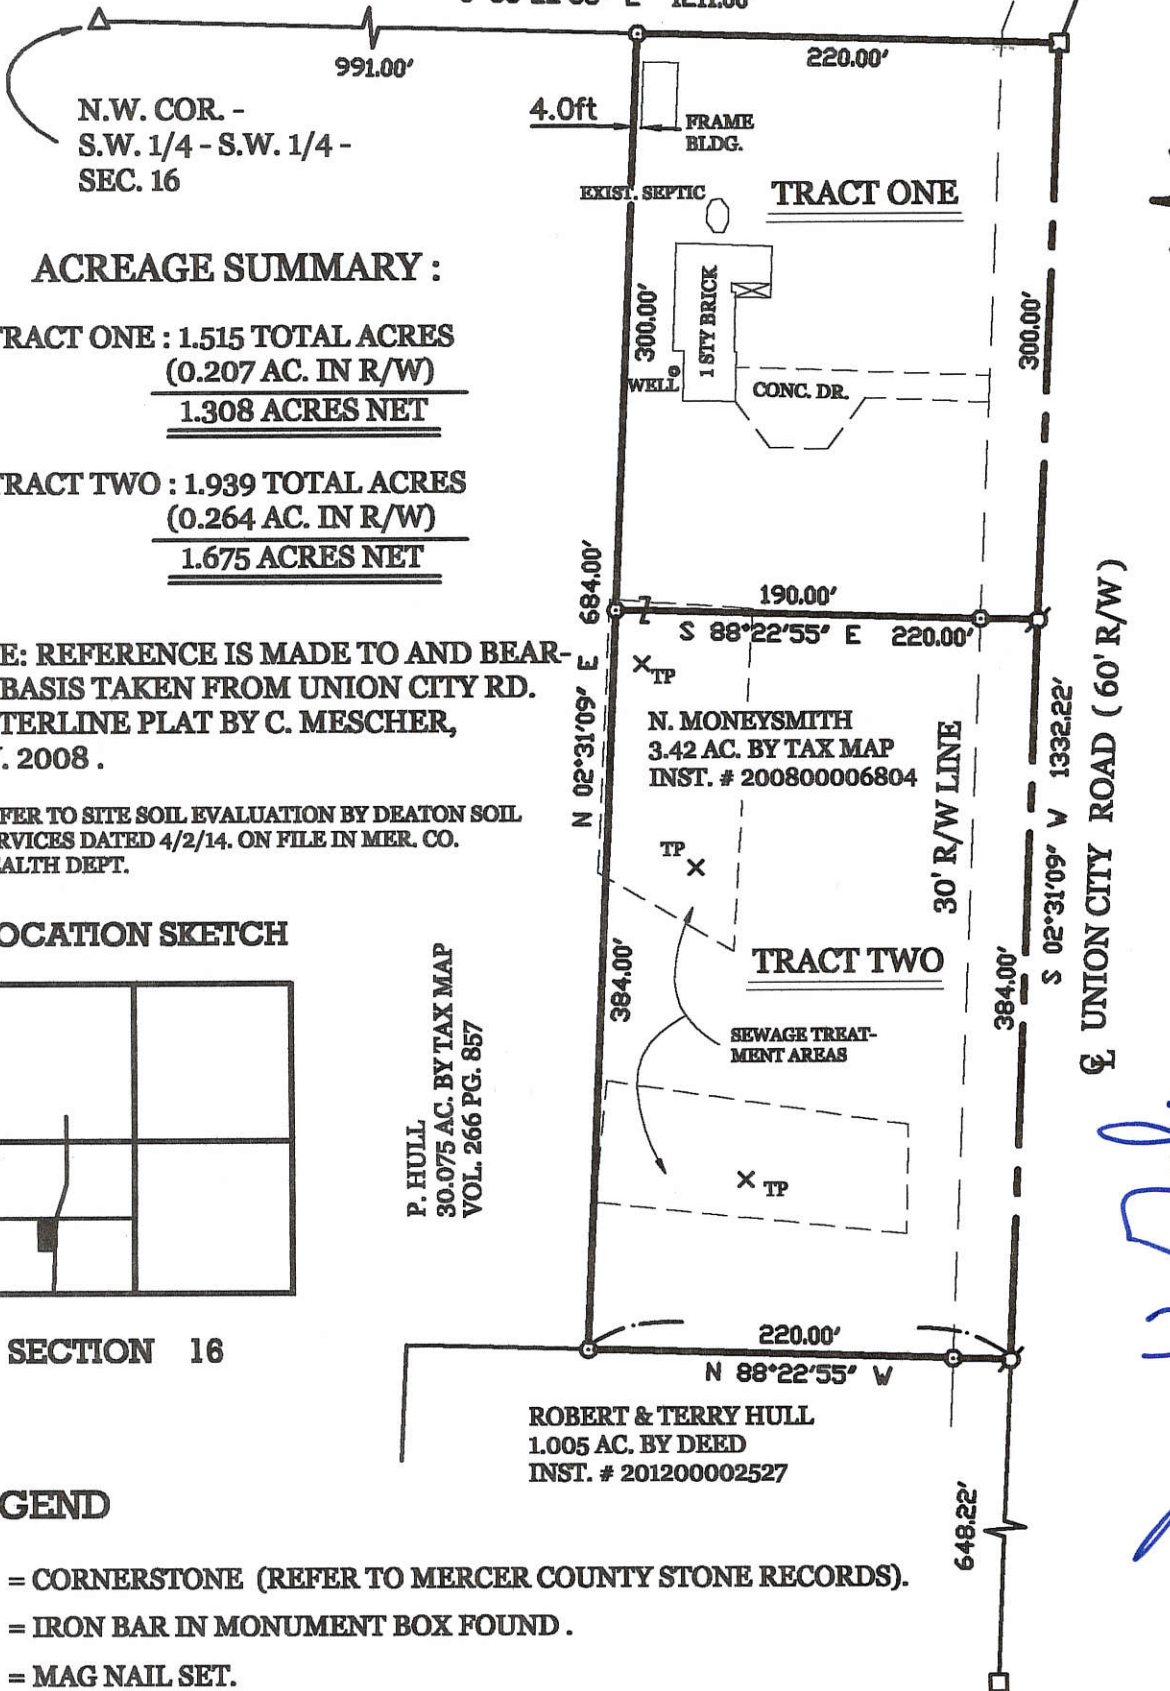 1211.00'
991.00'
220.00'
N.W. COR. -
S.W. 1/4 - S.W. 1/4 -
SEC. 16
4.0ft
FRAME
BLDG.
EXIST. SEPTIC
TRACT ONE
ACREAGE SUMMARY :
300.00'
1 STY BRICK
300.00'
RACT ONE : 1.515 TOTAL ACRES
(0.207 AC. IN R/W)
1.308 ACRES NET
WELL
CONC. DR.
RACT TWO : 1.939 TOTAL ACRES
(0.264 AC. IN R/W)
1.675 ACRES NET
N 02°31'09" E 684.00'
190.00'
S 88°22'55" E 220.00'
E: REFERENCE IS MADE TO AND BEAR-
BASIS TAKEN FROM UNION CITY RD.
TERLINE PLAT BY C. MESCHER,
. 2008 .
TP
N. MONEYSMITH
3.42 AC. BY TAX MAP
INST. # 200800006804
30' R/W LINE
S 02°31'09" W 1332.22'
℄ UNION CITY ROAD ( 60' R/W )
FER TO SITE SOIL EVALUATION BY DEATON SOIL
RVICES DATED 4/2/14. ON FILE IN MER. CO.
EALTH DEPT.
TP
OCATION SKETCH
TRACT TWO
384.00'
384.00'
SEWAGE TREAT-
MENT AREAS
P. HULL
30.075 AC. BY TAX MAP
VOL. 266 PG. 857
TP
SECTION 16
220.00'
N 88°22'55" W
ROBERT & TERRY HULL
1.005 AC. BY DEED
INST. # 201200002527
648.22'
GEND
= CORNERSTONE (REFER TO MERCER COUNTY STONE RECORDS).
= IRON BAR IN MONUMENT BOX FOUND .
= MAG NAIL SET.